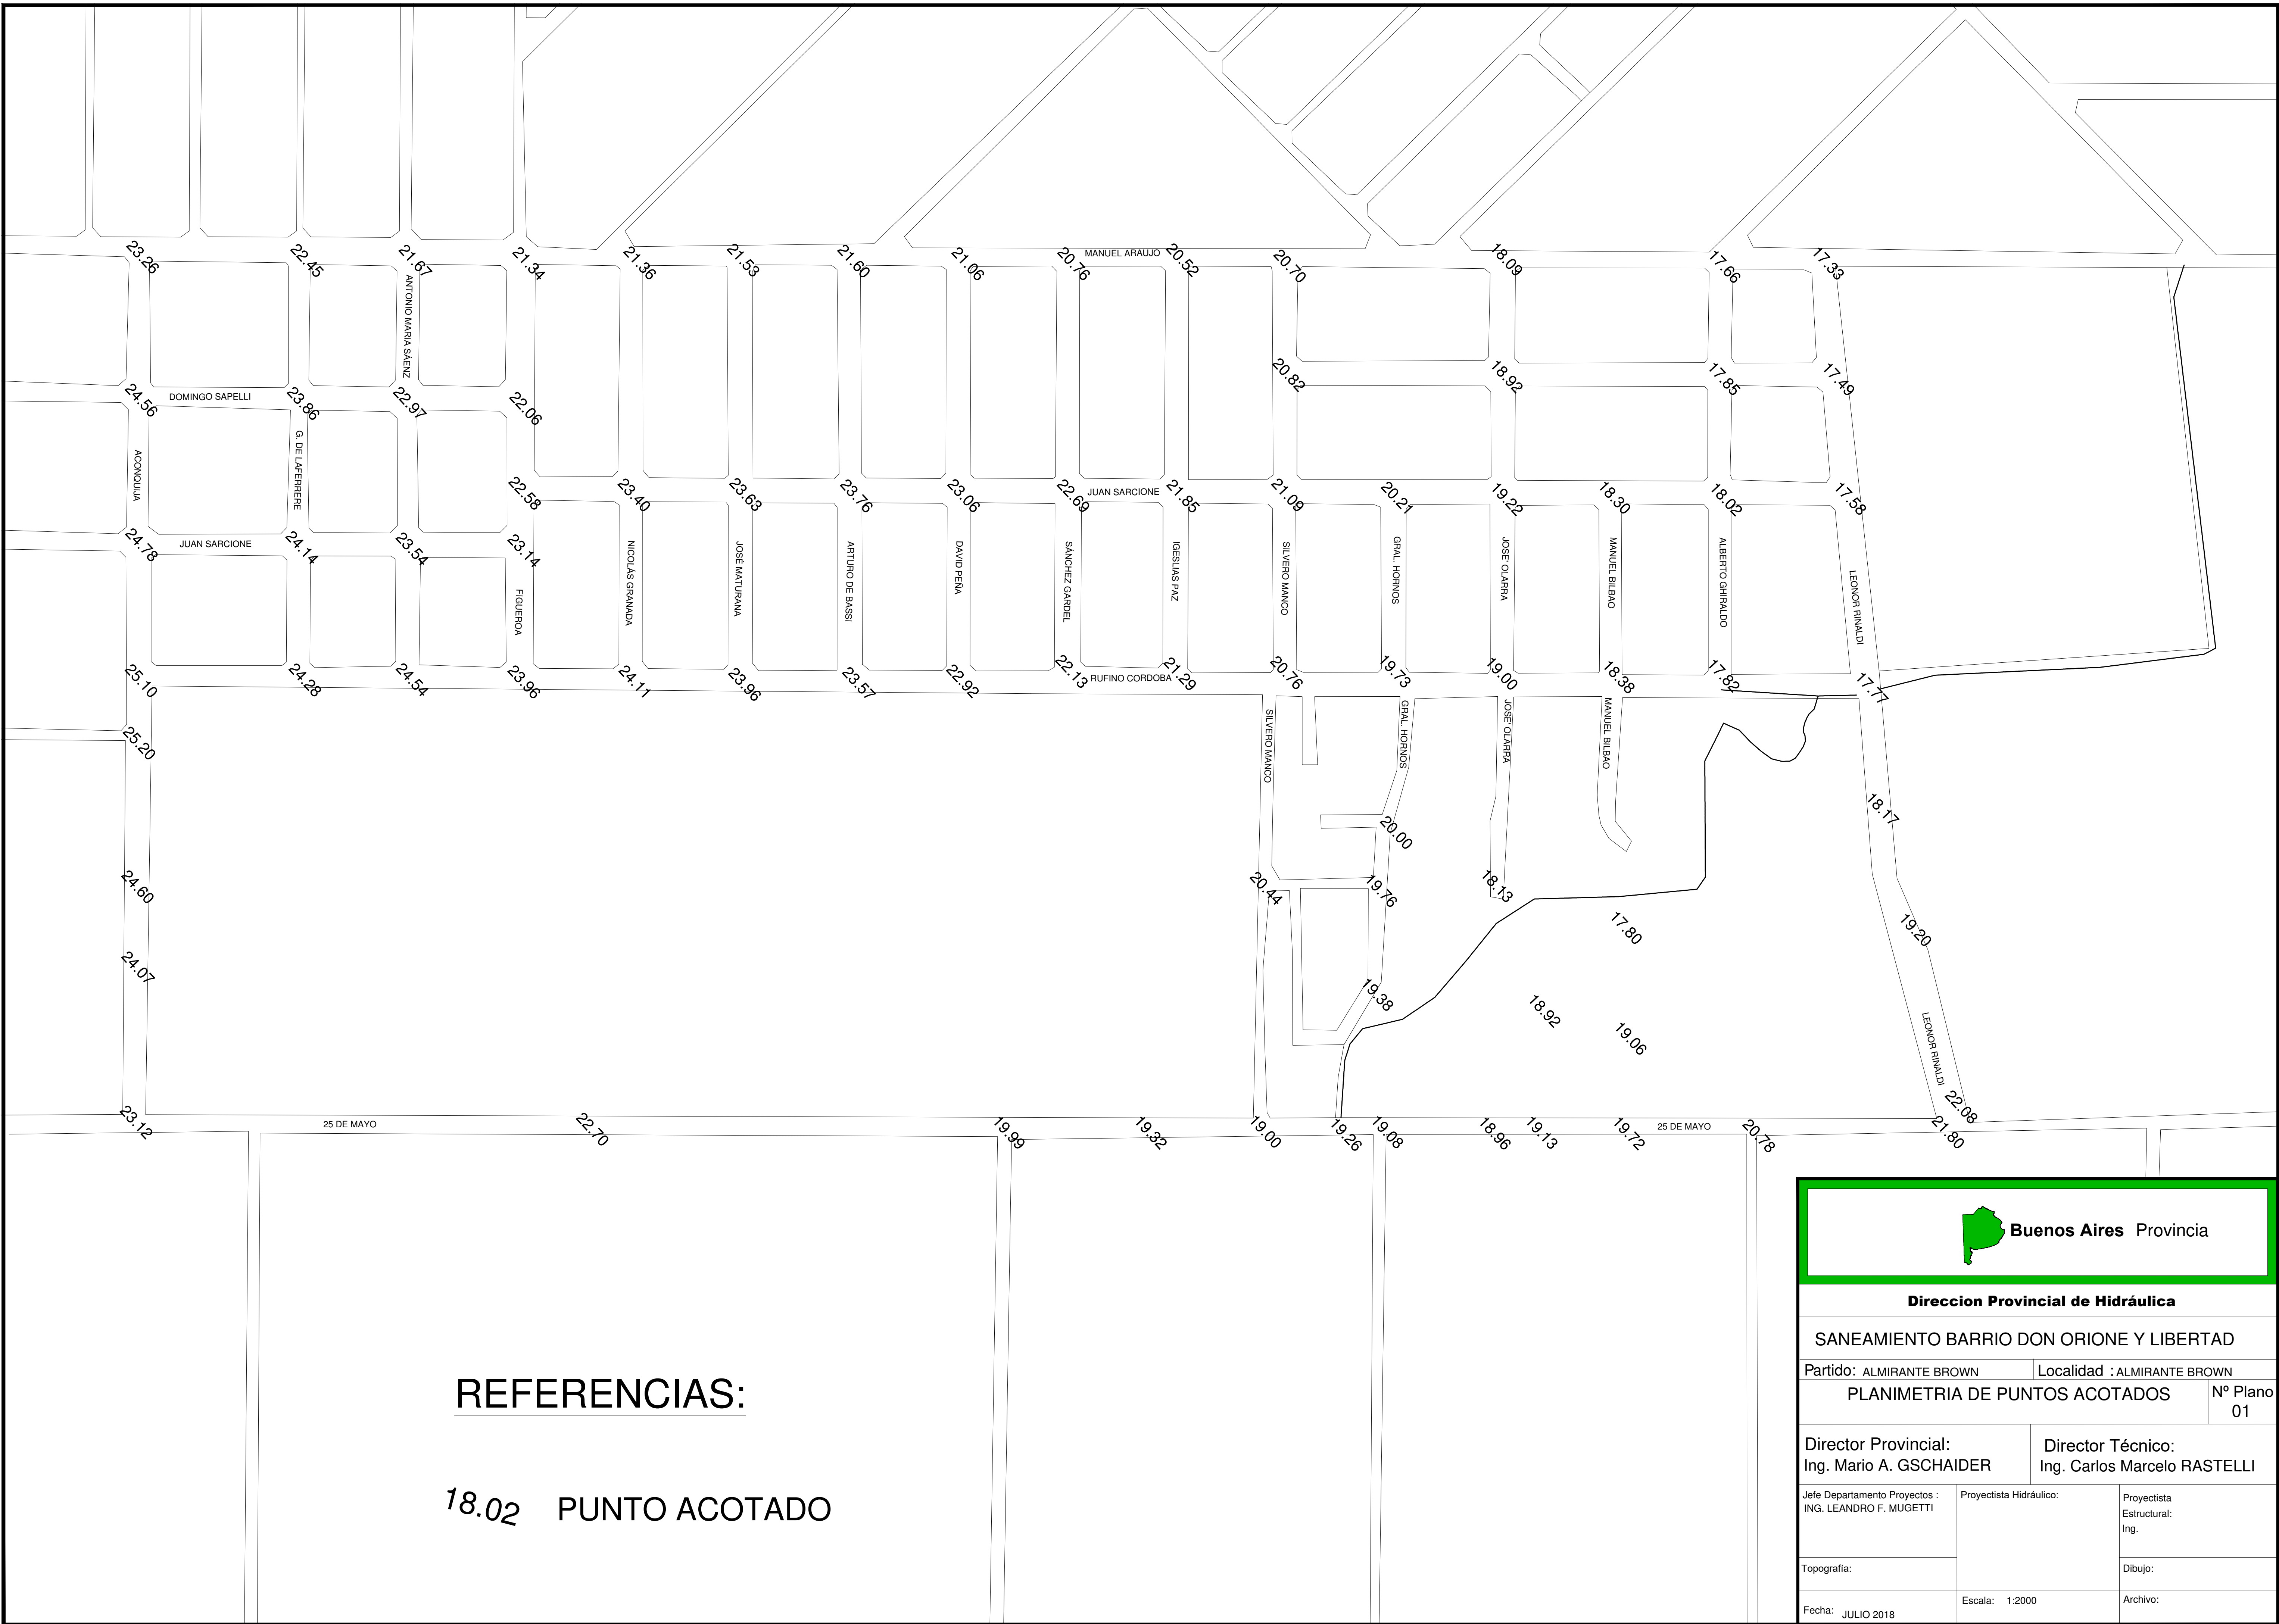 MANUEL ARAUJO
23.26
22.45
21.67
21.34
21.36
21.53
21.60
21.06
20.76
20.52
20.70
18.09
17.66
17.33
ANTONIO MARIA SÁENZ
20.82
18.92
17.85
17.49
24.56
DOMINGO SAPELLI
23.86
22.97
22.06
ACONQUIJA
G. DE LAFERRERE
22.58
23.40
23.63
23.76
23.06
22.69
JUAN SARCIONE
21.85
21.09
20.21
19.22
18.30
18.02
17.58
24.78
JUAN SARCIONE
24.14
23.54
23.14
FIGUEROA
NICOLÁS GRANADA
JOSÉ MATURANA
ARTURO DE BASSI
DAVID PEÑA
SÁNCHEZ GARDEL
IGESLIAS PAZ
SILVERO MANCO
GRAL. HORNOS
JOSE' OLARRA
MANUEL BILBAO
ALBERTO GHIRALDO
LEONOR RINALDI
25.10
24.28
24.54
23.96
24.11
23.96
23.57
22.92
22.13
RUFINO CORDOBA
21.29
20.76
19.73
19.00
18.38
17.82
17.77
25.20
SILVERO MANCO
GRAL. HORNOS
JOSE' OLARRA
MANUEL BILBAO
18.17
20.00
24.60
20.44
19.76
18.13
17.80
19.20
24.07
19.38
18.92
19.06
LEONOR RINALDI
22.08
23.12
25 DE MAYO
22.70
19.99
19.32
19.00
19.26
19.08
18.96
19.13
19.72
25 DE MAYO
20.78
21.80
REFERENCIAS:
18.02 PUNTO ACOTADO
Buenos Aires Provincia
Direccion Provincial de Hidráulica
SANEAMIENTO BARRIO DON ORIONE Y LIBERTAD
Partido: ALMIRANTE BROWN
Localidad : ALMIRANTE BROWN
PLANIMETRIA DE PUNTOS ACOTADOS
Nº Plano
01
Director Provincial:
Ing. Mario A. GSCHAIDER
Director Técnico:
Ing. Carlos Marcelo RASTELLI
Jefe Departamento Proyectos :
ING. LEANDRO F. MUGETTI
Proyectista Hidráulico:
Proyectista
Estructural:
Ing.
Topografía:
Dibujo:
Fecha: JULIO 2018
Escala: 1:2000
Archivo: